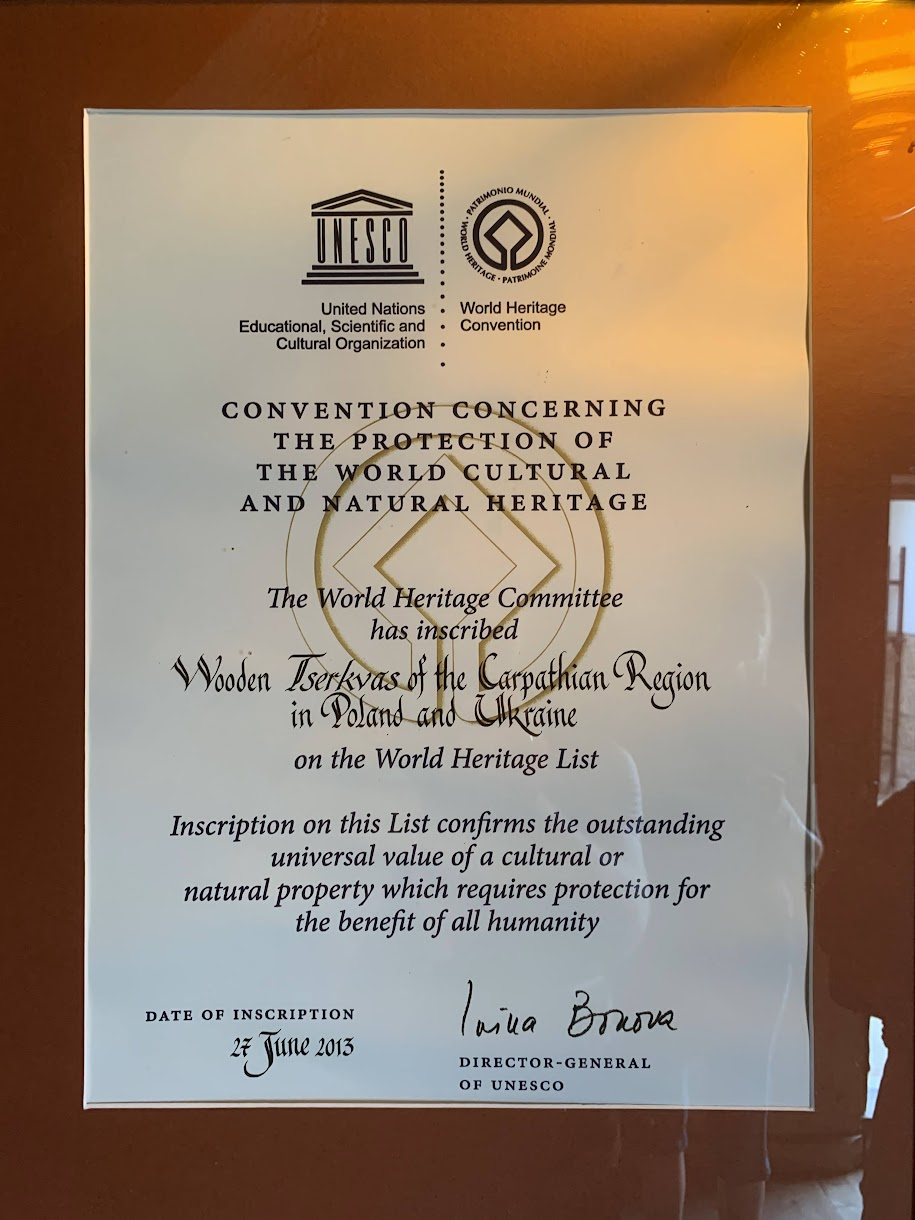 UNESCO
United Nations
Educational, Scientific and
Cultural Organization
WORLD HERITAGE • PATRIMONIO MUNDIAL • PATRIMOINE MONDIAL •
World Heritage
Convention
CONVENTION CONCERNING
THE PROTECTION OF
THE WORLD CULTURAL
AND NATURAL HERITAGE
The World Heritage Committee
has inscribed
Wooden Tserkvas of the Carpathian Region
in Poland and Ukraine
on the World Heritage List
Inscription on this List confirms the outstanding
universal value of a cultural or
natural property which requires protection for
the benefit of all humanity
DATE OF INSCRIPTION
27 June 2013
Irina Bokova
DIRECTOR-GENERAL
OF UNESCO